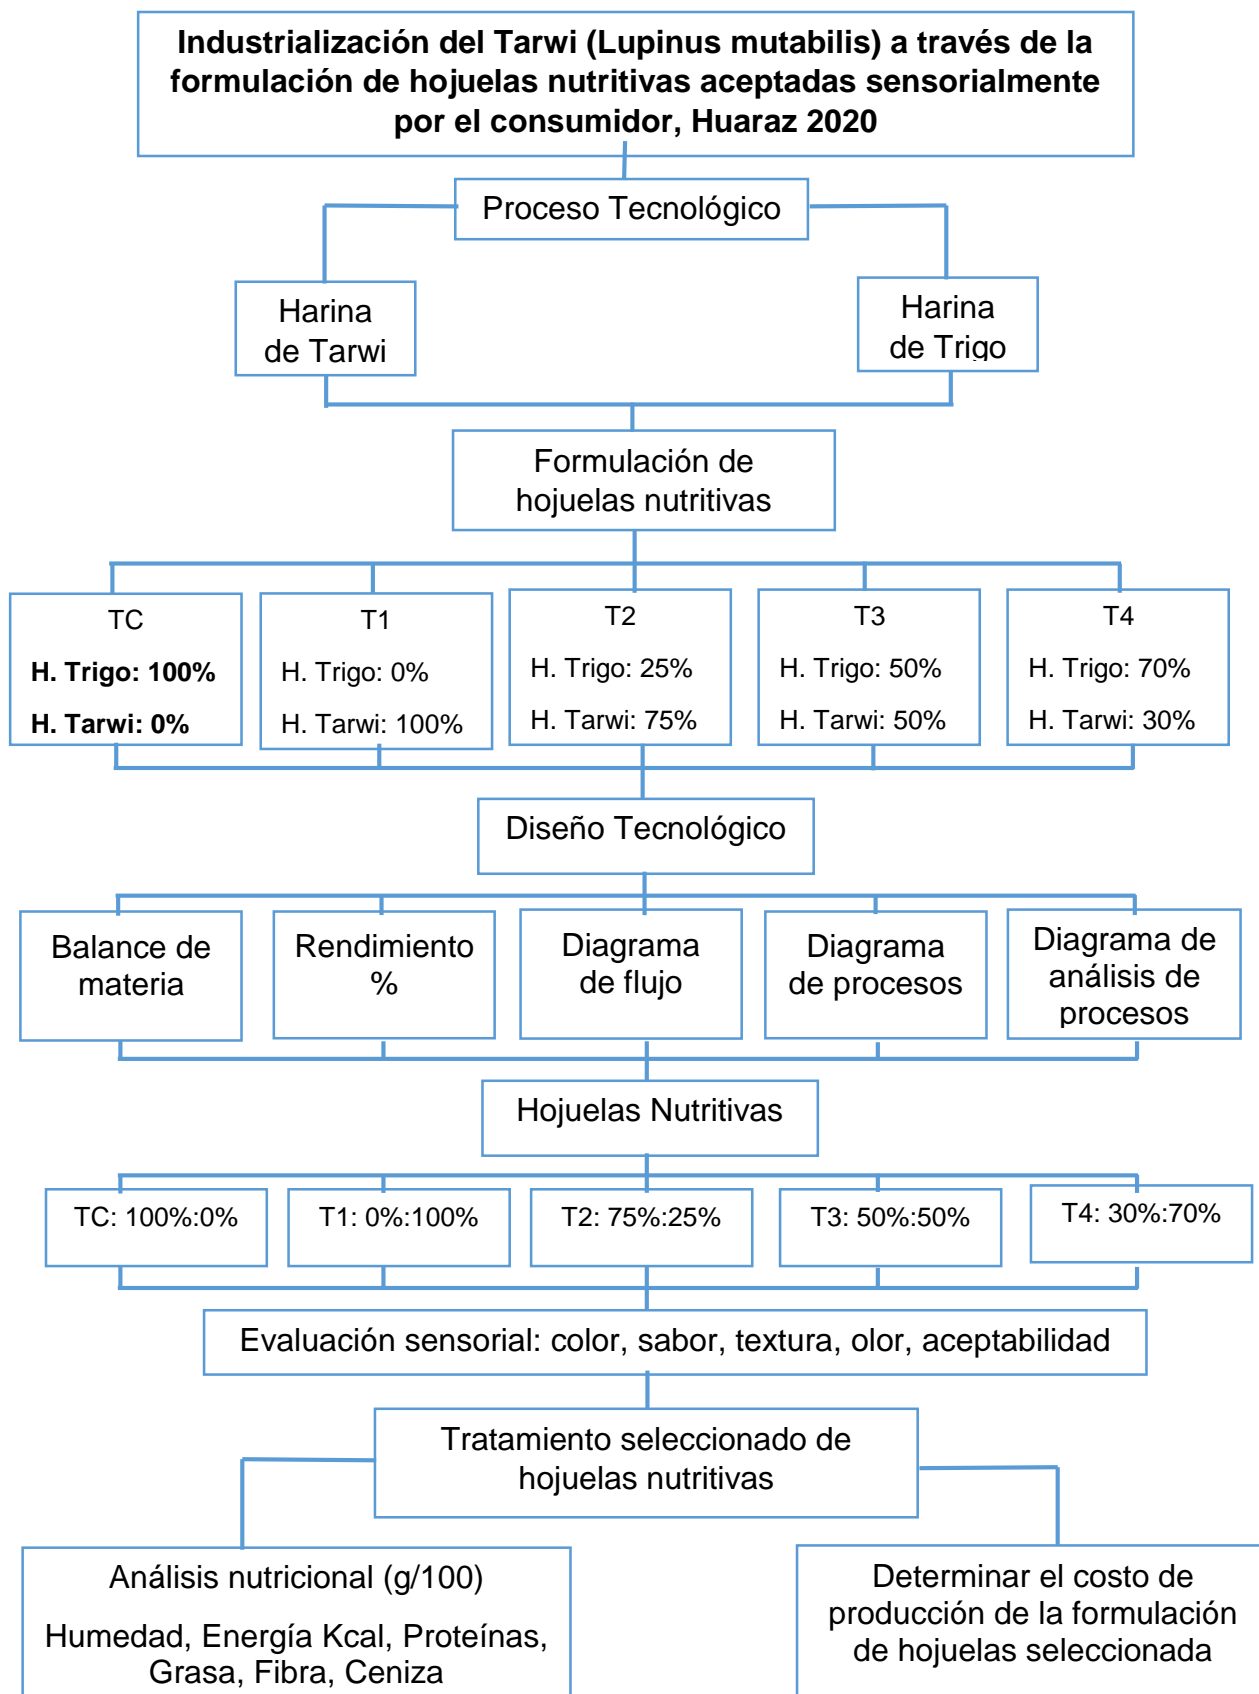 Industrialización del Tarwi (Lupinus mutabilis) a través de la
formulación de hojuelas nutritivas aceptadas sensorialmente
por el consumidor, Huaraz 2020
Proceso Tecnológico
Harina
de Tarwi
Harina
de Trigo
Formulación de
hojuelas nutritivas
TC
H. Trigo: 100%
H. Tarwi: 0%
T1
H. Trigo: 0%
H. Tarwi: 100%
T2
H. Trigo: 25%
H. Tarwi: 75%
T3
H. Trigo: 50%
H. Tarwi: 50%
T4
H. Trigo: 70%
H. Tarwi: 30%
Diseño Tecnológico
Balance de
materia
Rendimiento
%
Diagrama
de flujo
Diagrama
de procesos
Diagrama de
análisis de
procesos
Hojuelas Nutritivas
TC: 100%:0%
T1: 0%:100%
T2: 75%:25%
T3: 50%:50%
T4: 30%:70%
Evaluación sensorial: color, sabor, textura, olor, aceptabilidad
Tratamiento seleccionado de
hojuelas nutritivas
Análisis nutricional (g/100)
Humedad, Energía Kcal, Proteínas,
Grasa, Fibra, Ceniza
Determinar el costo de
producción de la formulación
de hojuelas seleccionada